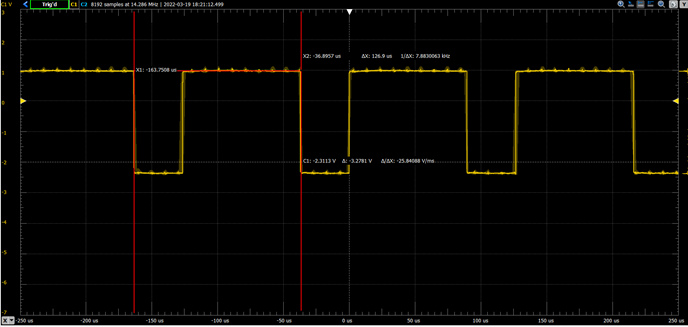 C1 V Trig'd C1 C2 8192 samples at 14.286 MHz | 2022-03-19 18:21:12.499
3
2
X2: -36.8957 us ΔX: 126.9 us 1/ΔX: 7.8830063 kHz
1 X1: -163.7508 us
0
-1
-2 C1: -2.3113 V Δ: -3.2781 V Δ/ΔX: -25.84088 V/ms
-3
-4
-5
-6
-7
X -250 us -200 us -150 us -100 us -50 us 0 us 50 us 100 us 150 us 200 us 250 us